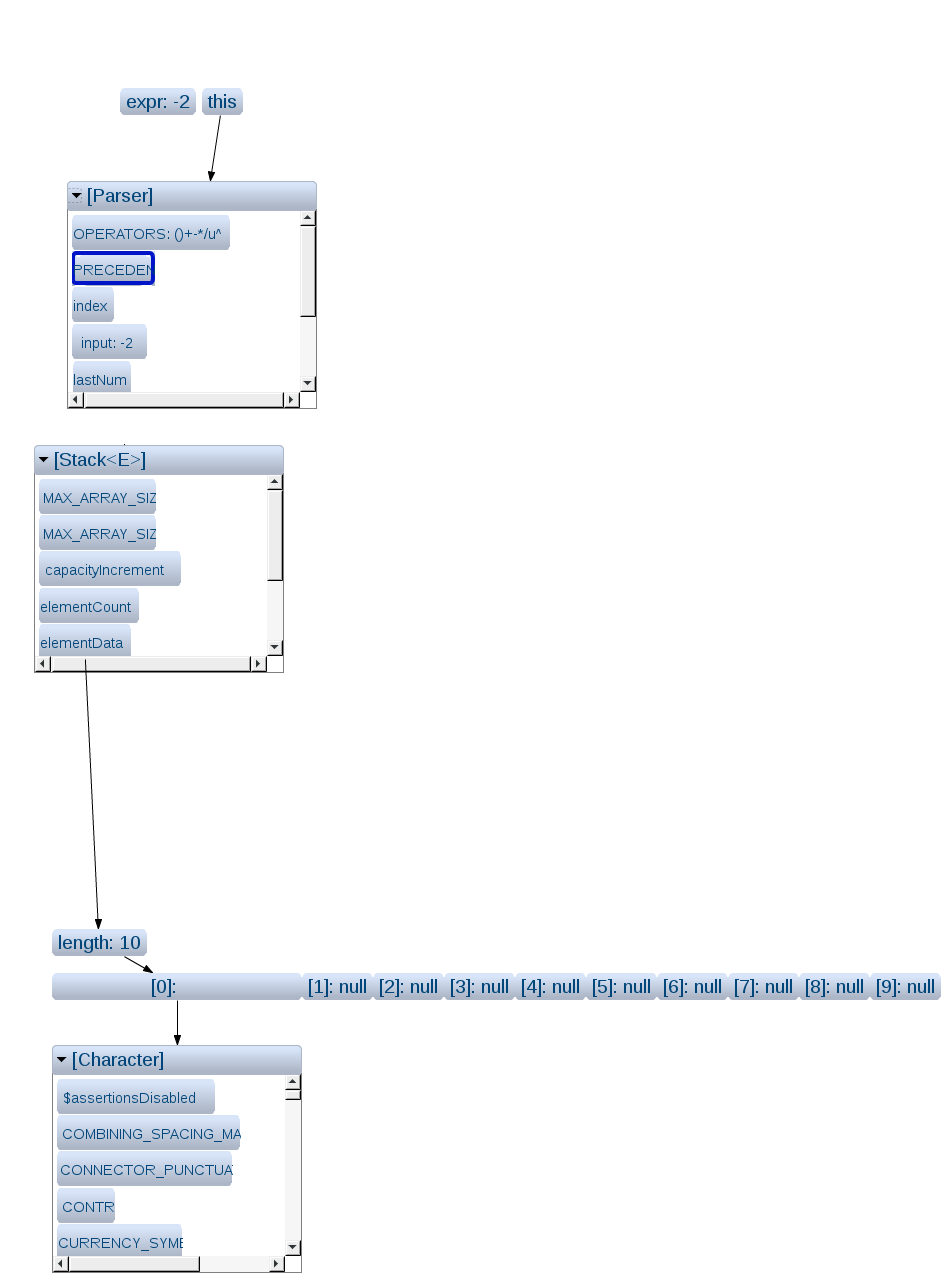 expr: -2 this
[Parser]
OPERATORS: ()+-*/u^
PRECEDEN
index
input: -2
lastNum
[Stack<E>]
MAX_ARRAY_SIZ
MAX_ARRAY_SIZ
capacityIncrement
elementCount
elementData
length: 10
[0]: [1]: null [2]: null [3]: null [4]: null [5]: null [6]: null [7]: null [8]: null [9]: null
[Character]
$assertionsDisabled
COMBINING_SPACING_MA
CONNECTOR_PUNCTUA
CONTR
CURRENCY_SYMB